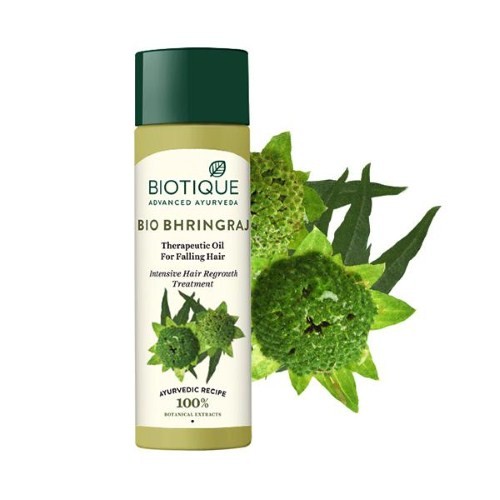 BIOTIQUE
ADVANCED AYURVEDA
BIO BHRINGRAJ
Therapeutic Oil
For Falling Hair
Intensive Hair Regrowth
Treatment
AYURVEDIC RECIPE
100%
BOTANICAL EXTRACTS